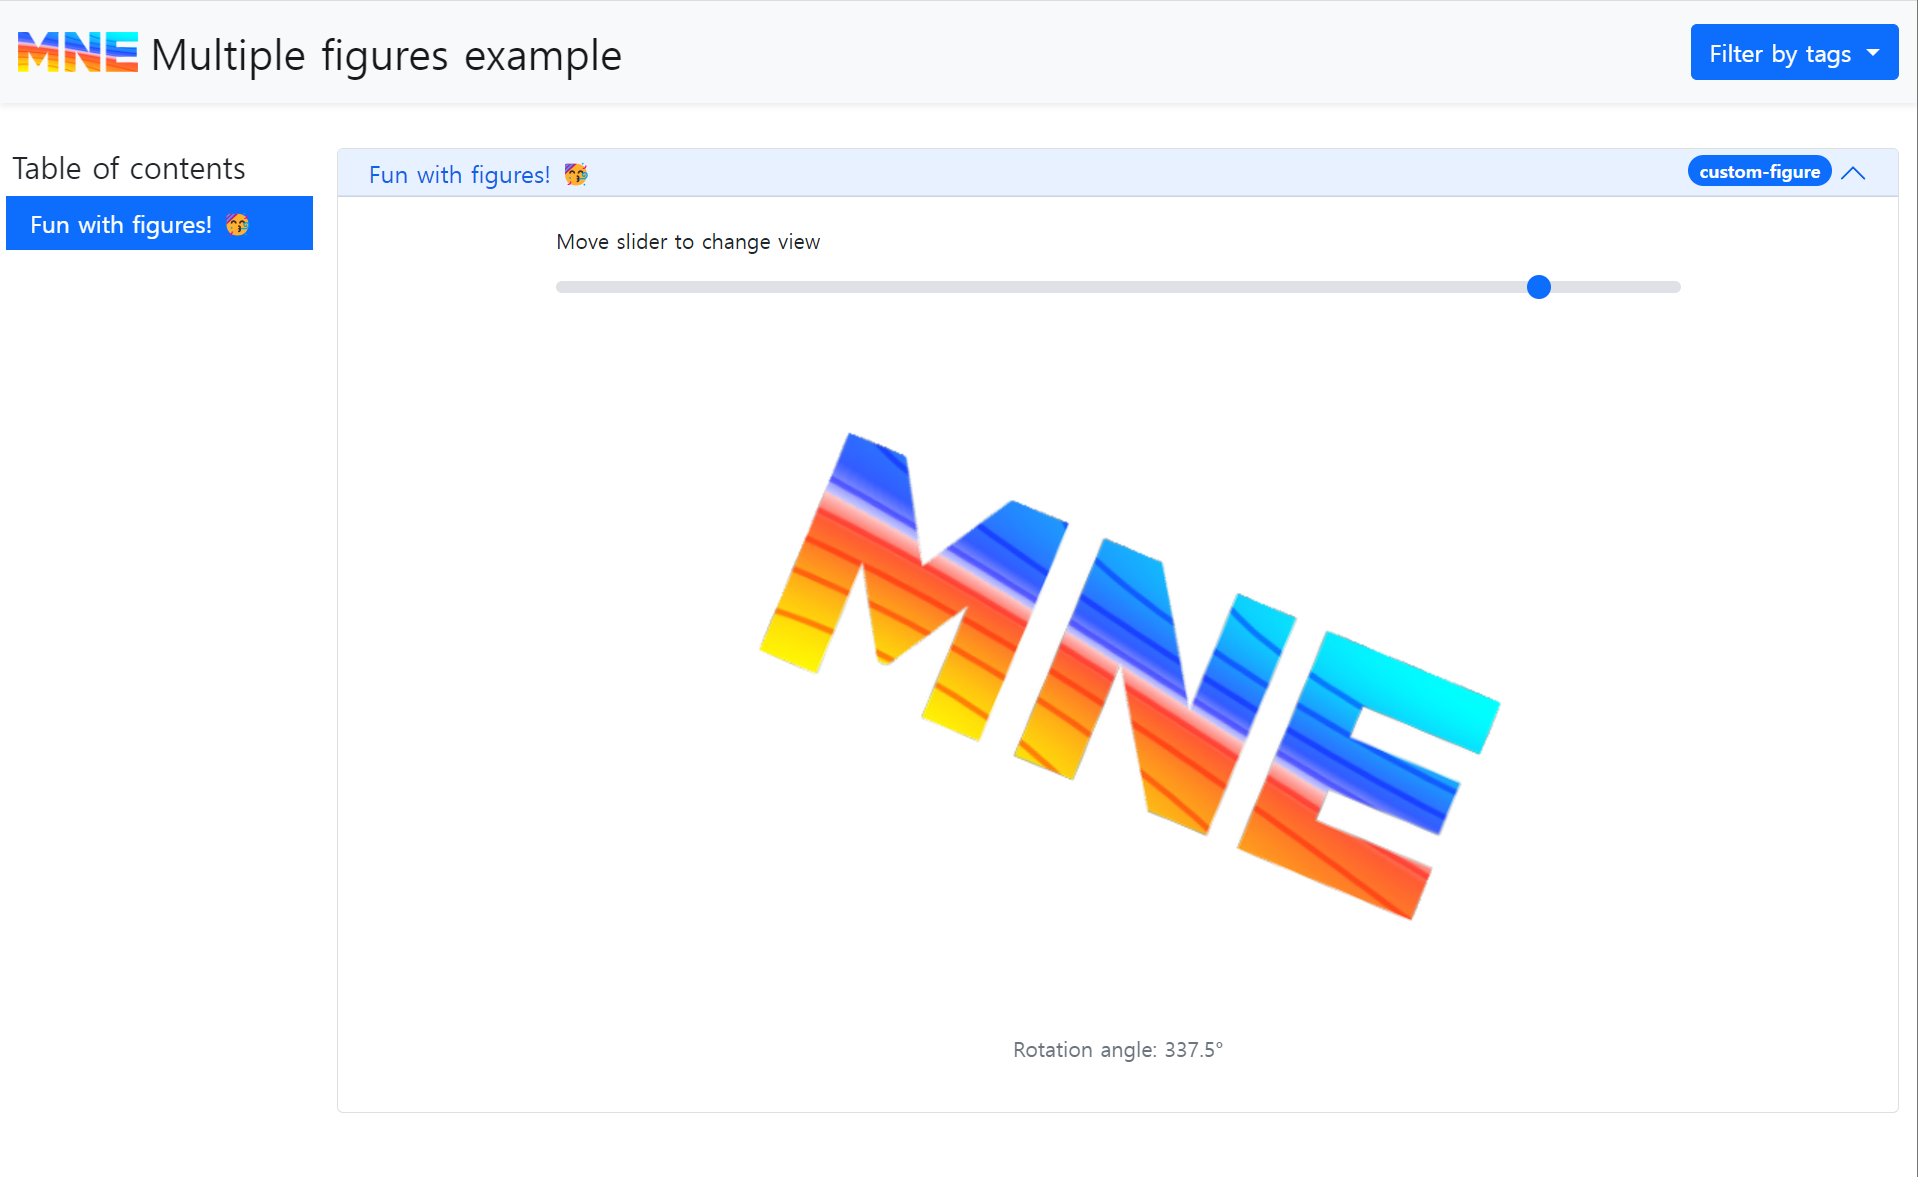 MNE Multiple figures example
Filter by tags
Table of contents
Fun with figures! 🥳
Fun with figures! 🥳
custom-figure
Move slider to change view
MNE
Rotation angle: 337.5°